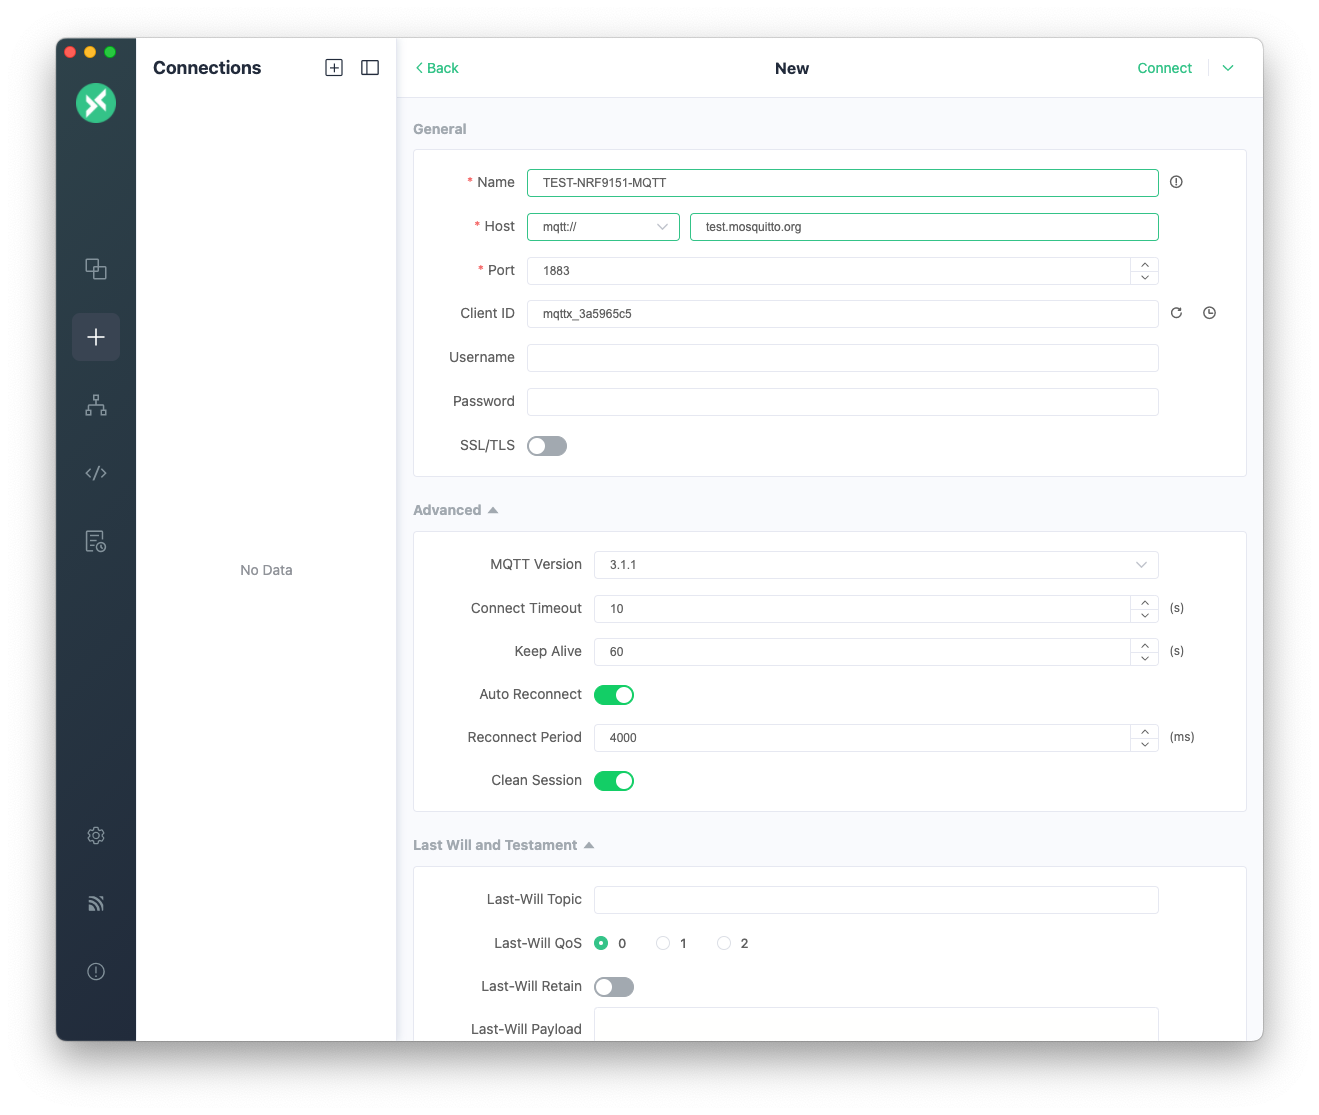 Connections
Back
New
Connect
General
* Name
TEST-NRF9151-MQTT
* Host
mqtt://
test.mosquitto.org
* Port
1883
Client ID
mqttx_3a5965c5
Username
Password
SSL/TLS
No Data
Advanced
MQTT Version
3.1.1
Connect Timeout
10
(s)
Keep Alive
60
(s)
Auto Reconnect
Reconnect Period
4000
(ms)
Clean Session
Last Will and Testament
Last-Will Topic
Last-Will QoS
0
1
2
Last-Will Retain
Last-Will Payload